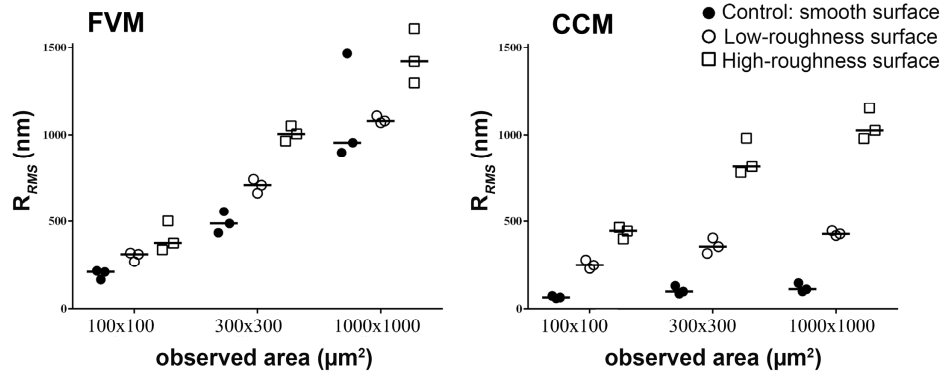 FVM
R_RMS (nm)
1500
1000
500
0
100x100 300x300 1000x1000
observed area (µm²)
CCM
R_RMS (nm)
1500
1000
500
0
100x100 300x300 1000x1000
observed area (µm²)
Control: smooth surface
Low-roughness surface
High-roughness surface